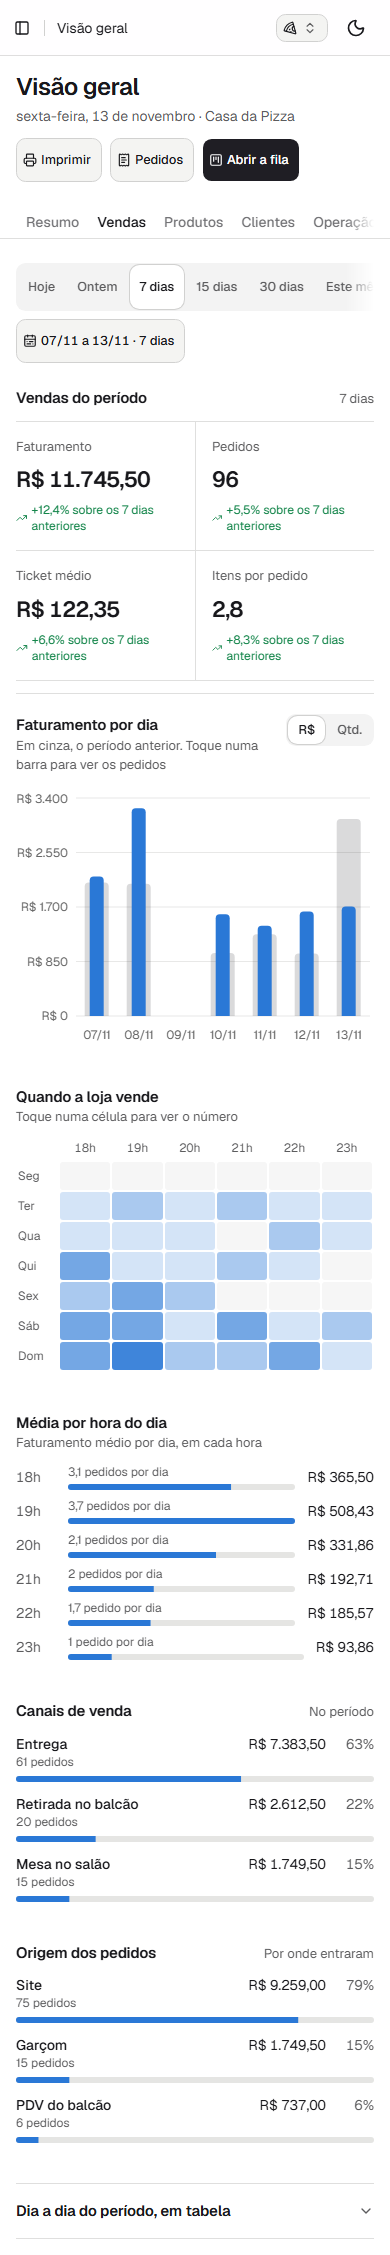 Visão geral
Visão geral
sexta-feira, 13 de novembro · Casa da Pizza
Imprimir
Pedidos
Abrir a fila
Resumo
Vendas
Produtos
Clientes
Operação
Hoje
Ontem
7 dias
15 dias
30 dias
Este mê
07/11 a 13/11 · 7 dias
Vendas do período
7 dias
Faturamento
R$ 11.745,50
+12,4% sobre os 7 dias
anteriores
Pedidos
96
+5,5% sobre os 7 dias
anteriores
Ticket médio
R$ 122,35
+6,6% sobre os 7 dias
anteriores
Itens por pedido
2,8
+8,3% sobre os 7 dias
anteriores
Faturamento por dia
Em cinza, o período anterior. Toque numa
barra para ver os pedidos
R$
Qtd.
R$ 3.400
R$ 2.550
R$ 1.700
R$ 850
R$ 0
07/11
08/11
09/11
10/11
11/11
12/11
13/11
Quando a loja vende
Toque numa célula para ver o número
18h
19h
20h
21h
22h
23h
Seg
Ter
Qua
Qui
Sex
Sáb
Dom
Média por hora do dia
Faturamento médio por dia, em cada hora
18h
3,1 pedidos por dia
R$ 365,50
19h
3,7 pedidos por dia
R$ 508,43
20h
2,1 pedidos por dia
R$ 331,86
21h
2 pedidos por dia
R$ 192,71
22h
1,7 pedido por dia
R$ 185,57
23h
1 pedido por dia
R$ 93,86
Canais de venda
No período
Entrega
R$ 7.383,50
63%
61 pedidos
Retirada no balcão
R$ 2.612,50
22%
20 pedidos
Mesa no salão
R$ 1.749,50
15%
15 pedidos
Origem dos pedidos
Por onde entraram
Site
R$ 9.259,00
79%
75 pedidos
Garçom
R$ 1.749,50
15%
15 pedidos
PDV do balcão
R$ 737,00
6%
6 pedidos
Dia a dia do período, em tabela